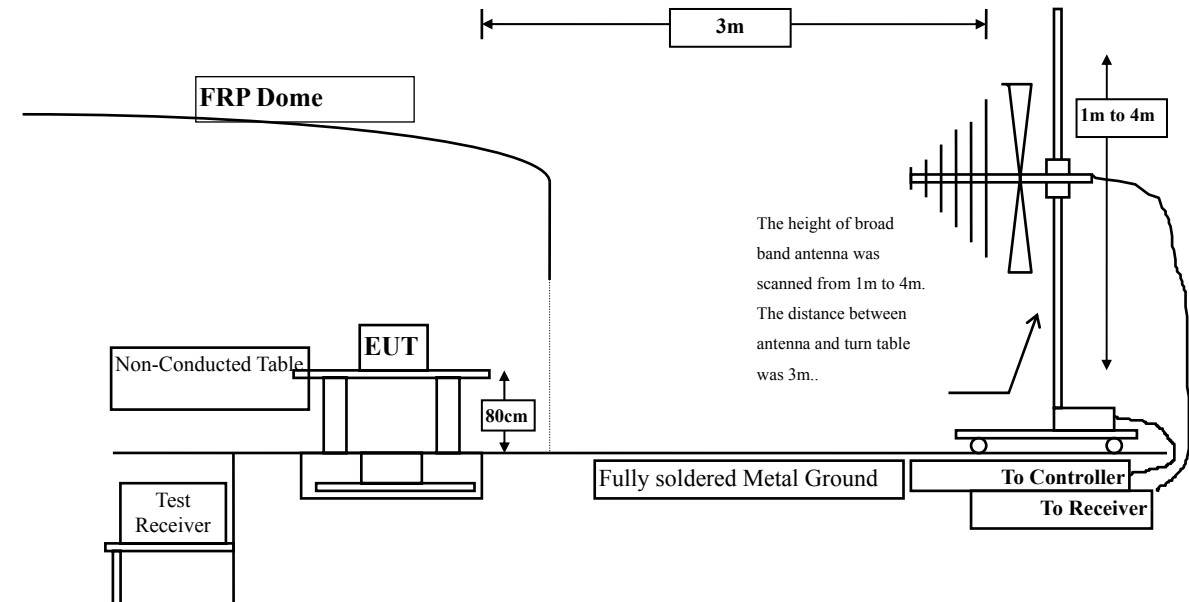 3m
FRP Dome
1m to 4m
The height of broad
band antenna was
scanned from 1m to 4m.
The distance between
antenna and turn table
was 3m..
EUT
Non-Conducted Table
80cm
Fully soldered Metal Ground
To Controller
To Receiver
Test
Receiver